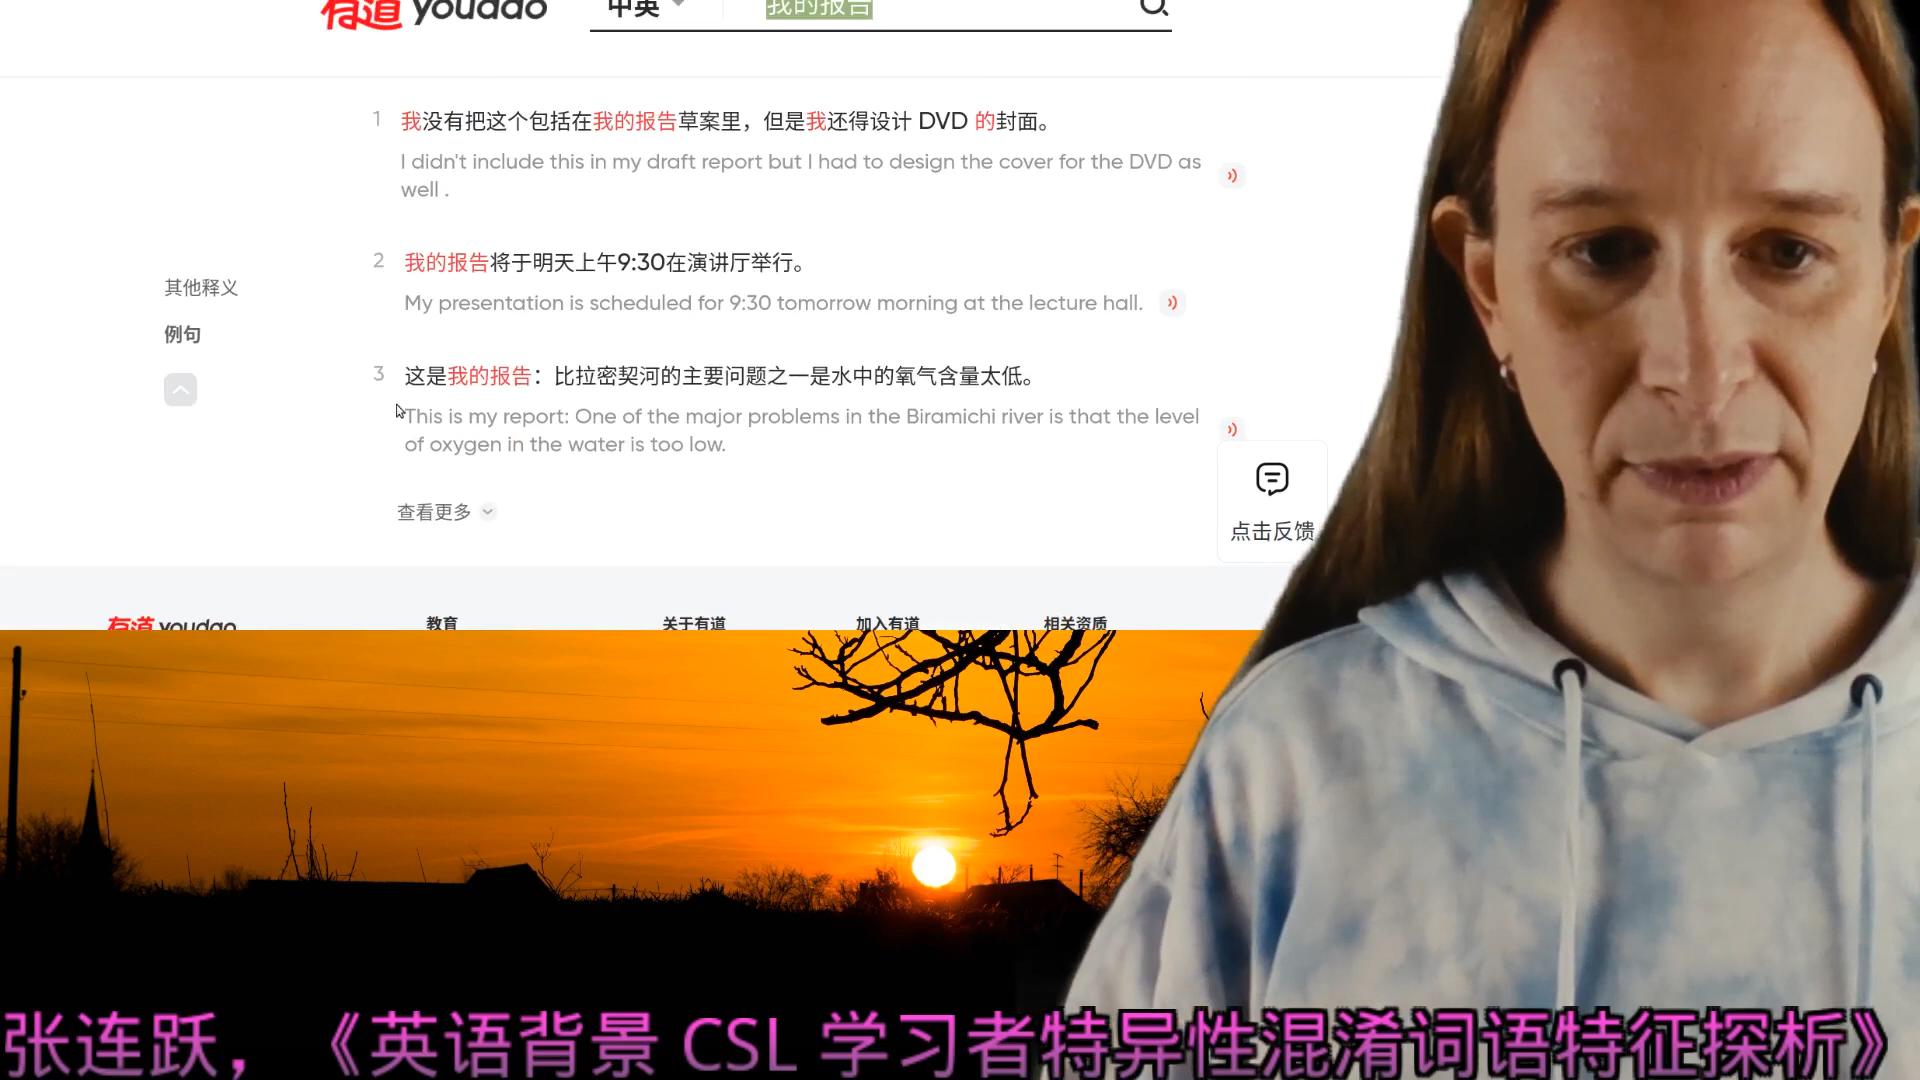 有道 youdao
中英
我的报告
1 我没有把这个包括在我的报告草案里，但是我还得设计 DVD 的封面。
I didn't include this in my draft report but I had to design the cover for the DVD as
well .
2 我的报告将于明天上午9:30在演讲厅举行。
My presentation is scheduled for 9:30 tomorrow morning at the lecture hall.
其他释义
例句
3 这是我的报告：比拉密契河的主要问题之一是水中的氧气含量太低。
This is my report: One of the major problems in the Biramichi river is that the level
of oxygen in the water is too low.
查看更多
点击反馈
有道 youdao 教育 关于有道 加入有道 相关资质
张连跃，《英语背景 CSL 学习者特异性混淆词语特征探析》